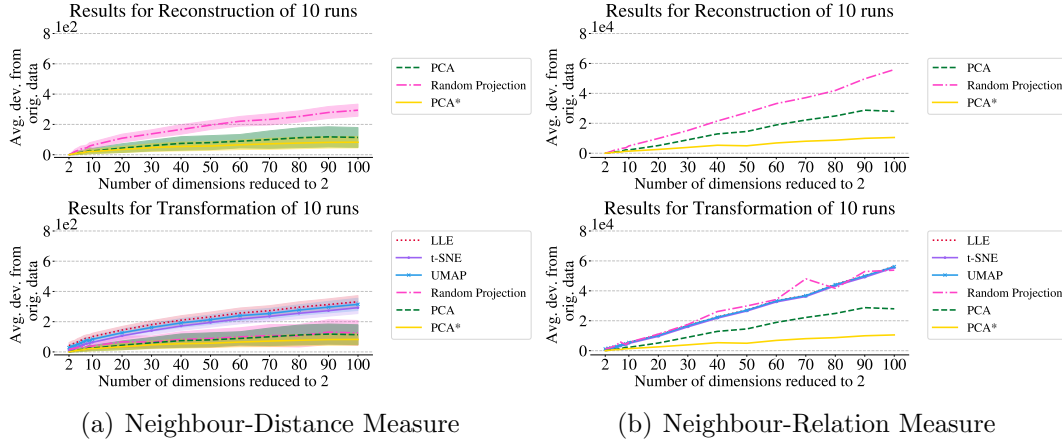 Results for Reconstruction of 10 runs
1e2
8
6
4
2
0
Avg. dev. from
orig. data
2 10 20 30 40 50 60 70 80 90 100
Number of dimensions reduced to 2
PCA
Random Projection
PCA*
Results for Reconstruction of 10 runs
1e4
8
6
4
2
0
Avg. dev. from
orig. data
2 10 20 30 40 50 60 70 80 90 100
Number of dimensions reduced to 2
PCA
Random Projection
PCA*
Results for Transformation of 10 runs
1e2
8
6
4
2
0
Avg. dev. from
orig. data
2 10 20 30 40 50 60 70 80 90 100
Number of dimensions reduced to 2
LLE
t-SNE
UMAP
Random Projection
PCA
PCA*
Results for Transformation of 10 runs
1e4
8
6
4
2
0
Avg. dev. from
orig. data
2 10 20 30 40 50 60 70 80 90 100
Number of dimensions reduced to 2
LLE
t-SNE
UMAP
Random Projection
PCA
PCA*
(a) Neighbour-Distance Measure
(b) Neighbour-Relation Measure